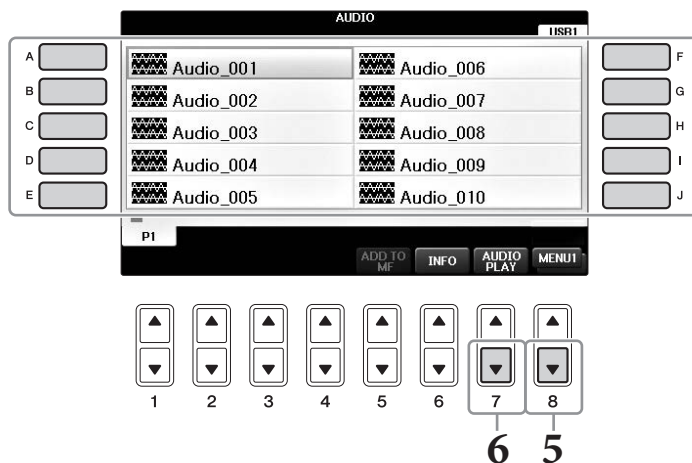 AUDIO
USB1
A Audio_001 Audio_006 F
B Audio_002 Audio_007 G
C Audio_003 Audio_008 H
D Audio_004 Audio_009 I
E Audio_005 Audio_010 J
P1
ADD TO MF INFO AUDIO PLAY MENU1
1 2 3 4 5 6 7 8
6 5